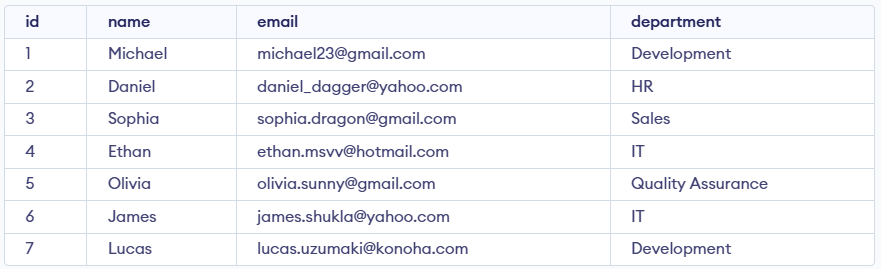 id name email department
1 Michael michael23@gmail.com Development
2 Daniel daniel_dagger@yahoo.com HR
3 Sophia sophia.dragon@gmail.com Sales
4 Ethan ethan.msvv@hotmail.com IT
5 Olivia olivia.sunny@gmail.com Quality Assurance
6 James james.shukla@yahoo.com IT
7 Lucas lucas.uzumaki@konoha.com Development